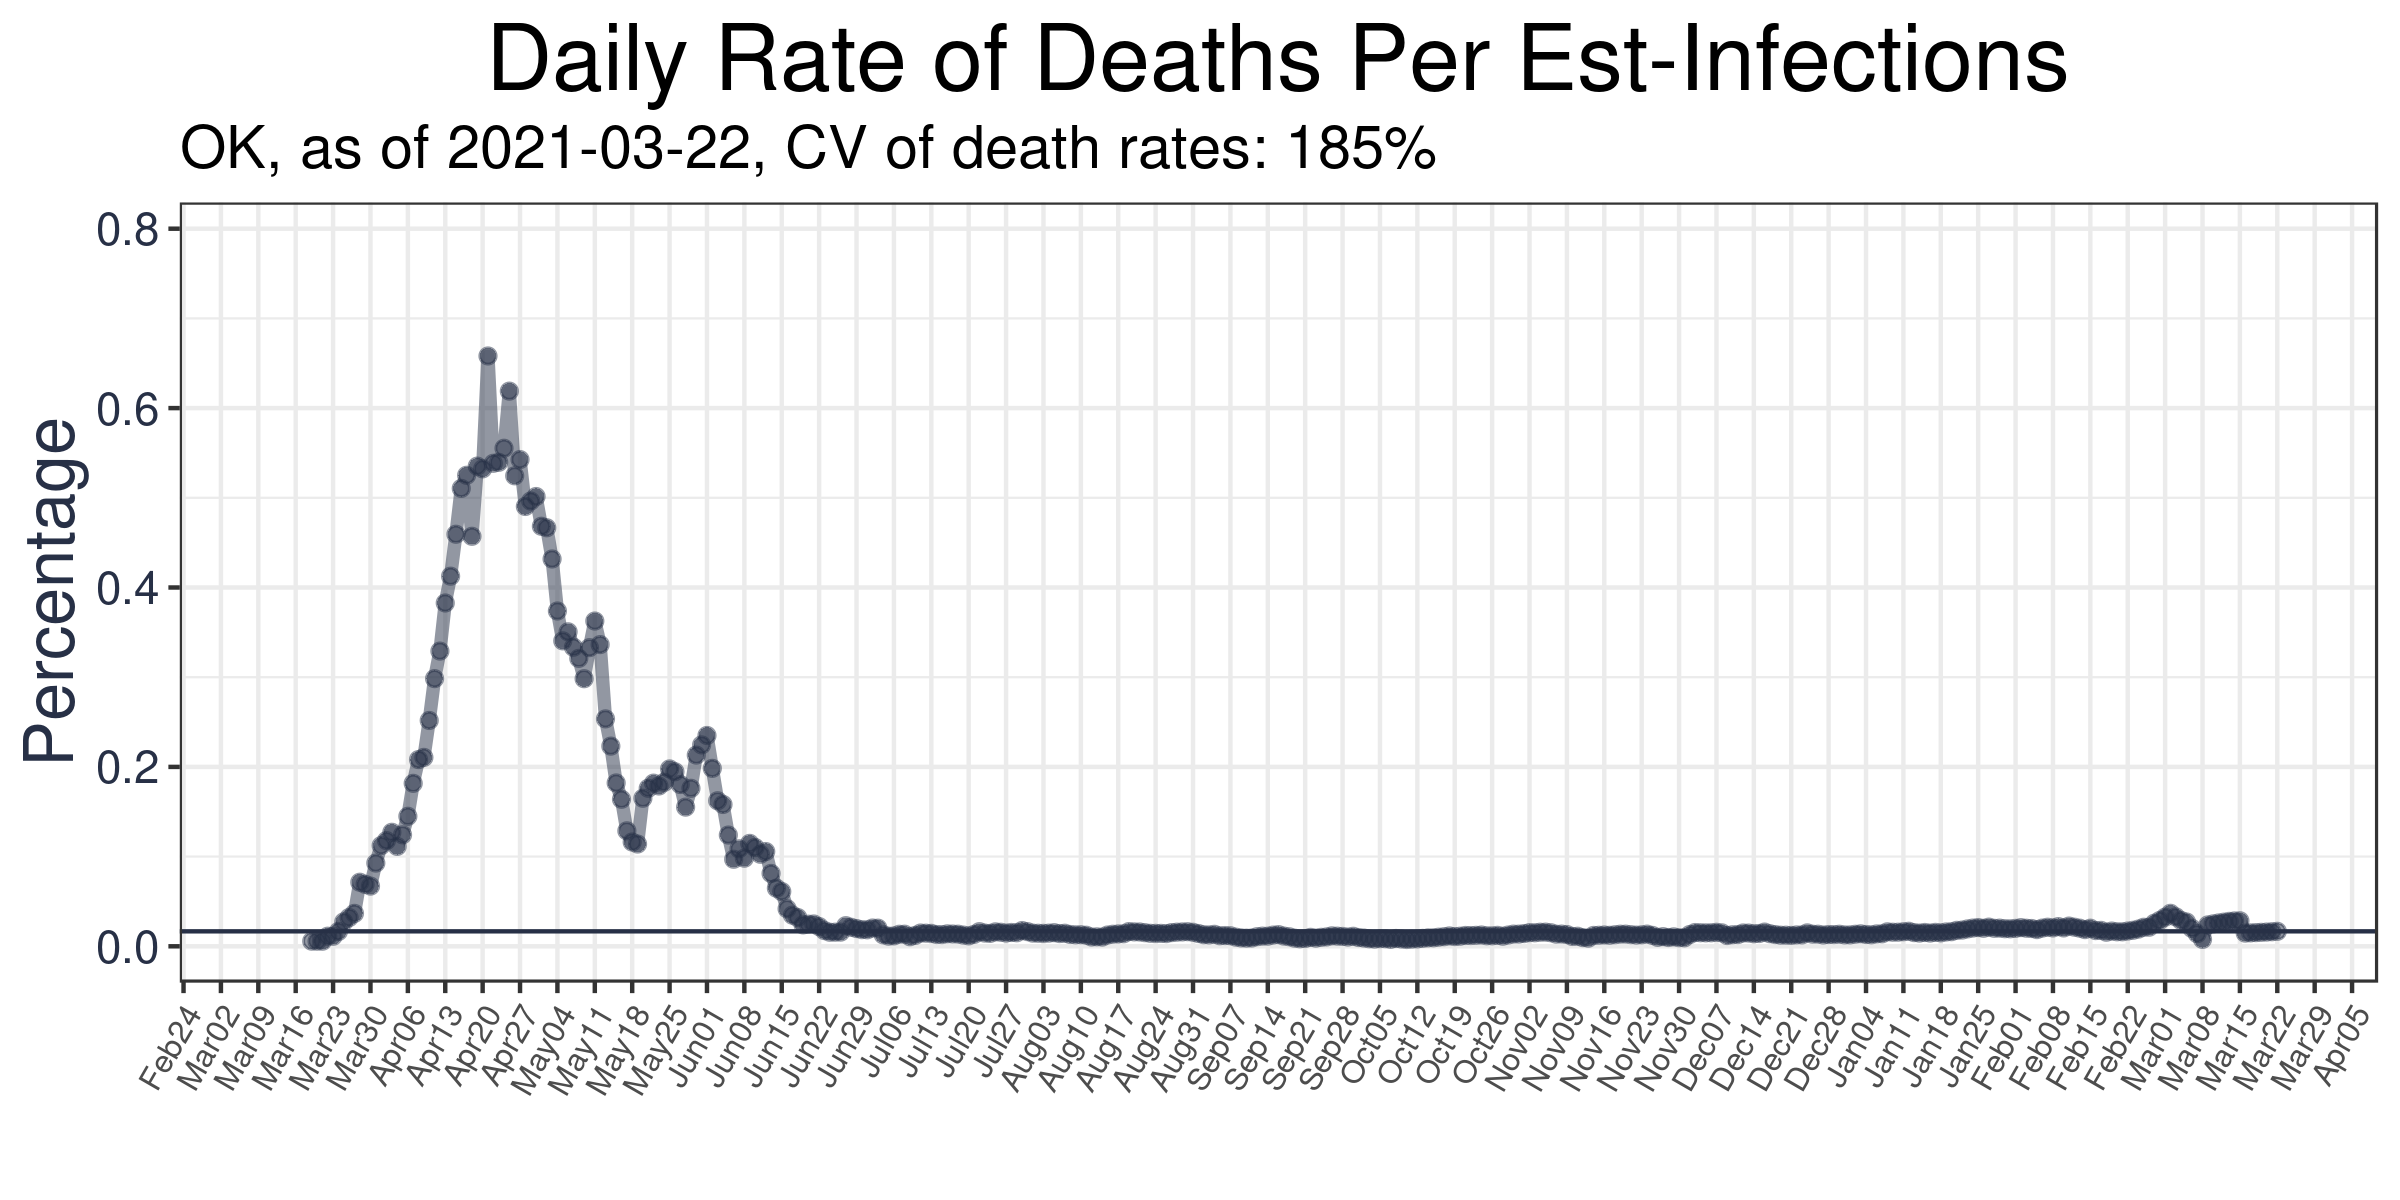 Daily Rate of Deaths Per Est-Infections
OK, as of 2021-03-22, CV of death rates: 185%
Percentage
0.8
0.6
0.4
0.2
0.0
Feb24
Mar02
Mar09
Mar16
Mar23
Mar30
Apr06
Apr13
Apr20
Apr27
May04
May11
May18
May25
Jun01
Jun08
Jun15
Jun22
Jun29
Jul06
Jul13
Jul20
Jul27
Aug03
Aug10
Aug17
Aug24
Aug31
Sep07
Sep14
Sep21
Sep28
Oct05
Oct12
Oct19
Oct26
Nov02
Nov09
Nov16
Nov23
Nov30
Dec07
Dec14
Dec21
Dec28
Jan04
Jan11
Jan18
Jan25
Feb01
Feb08
Feb15
Feb22
Mar01
Mar08
Mar15
Mar22
Mar29
Apr05